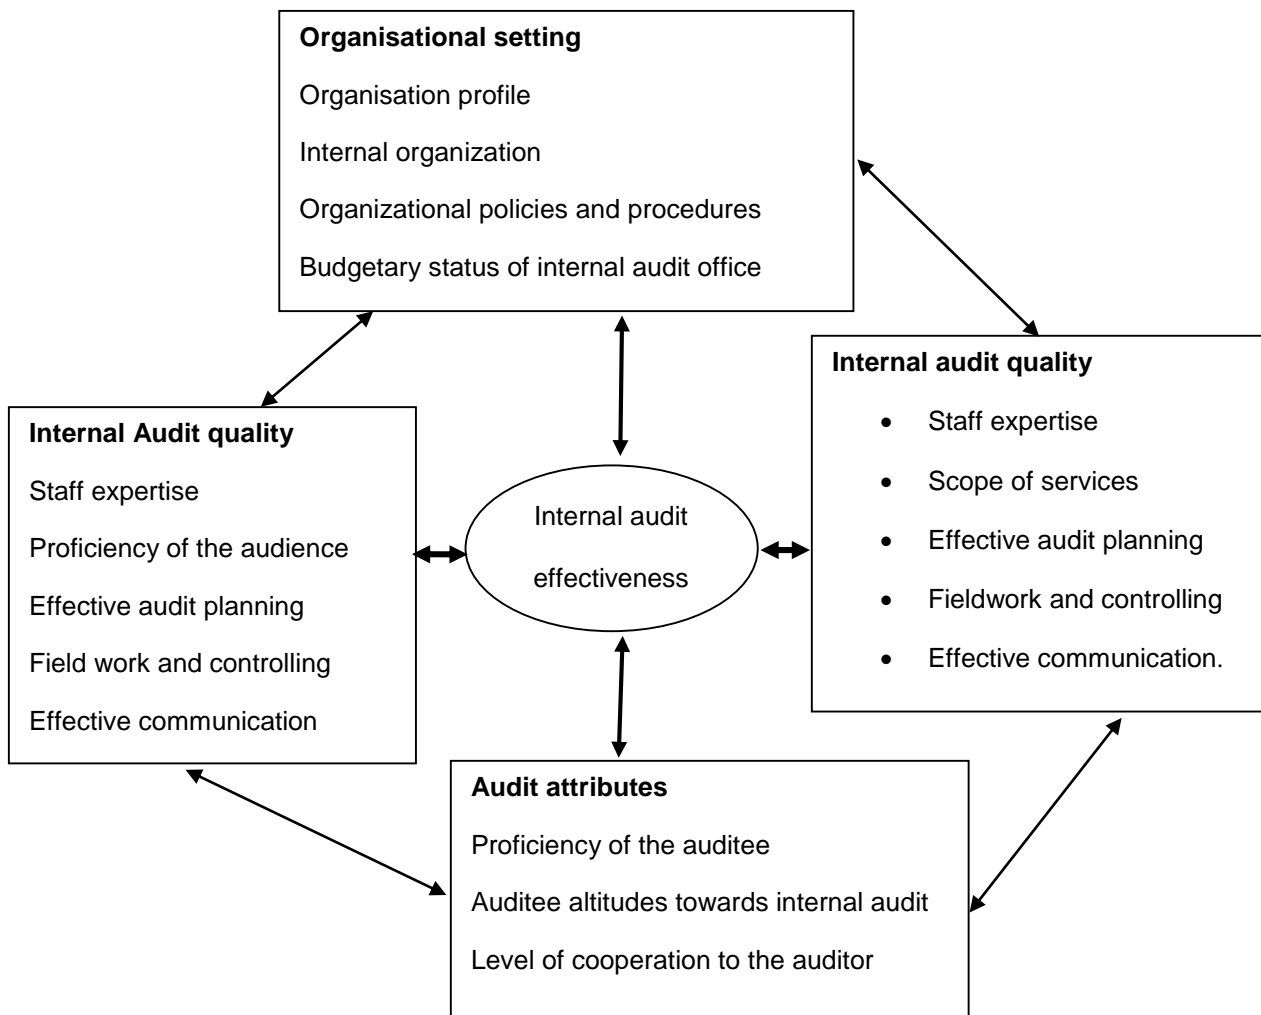 Organisational setting
Organisation profile
Internal organization
Organizational policies and procedures
Budgetary status of internal audit office
Internal Audit quality
Staff expertise
Proficiency of the audience
Effective audit planning
Field work and controlling
Effective communication
Internal audit
effectiveness
Internal audit quality
• Staff expertise
• Scope of services
• Effective audit planning
• Fieldwork and controlling
• Effective communication.
Audit attributes
Proficiency of the auditee
Auditee altitudes towards internal audit
Level of cooperation to the auditor